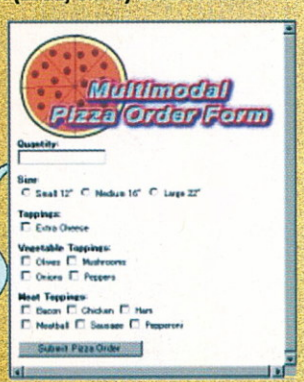 Multimodal
Pizza Order Form
Quantity:
Size:
Small 12" Medium 16" Large 22"
Toppings:
Extra Cheese
Vegetable Toppings:
Olives Mushrooms
Onions Peppers
Meat Toppings:
Bacon Chicken Ham
Meatball Sausage Pepperoni
Submit Pizza Order